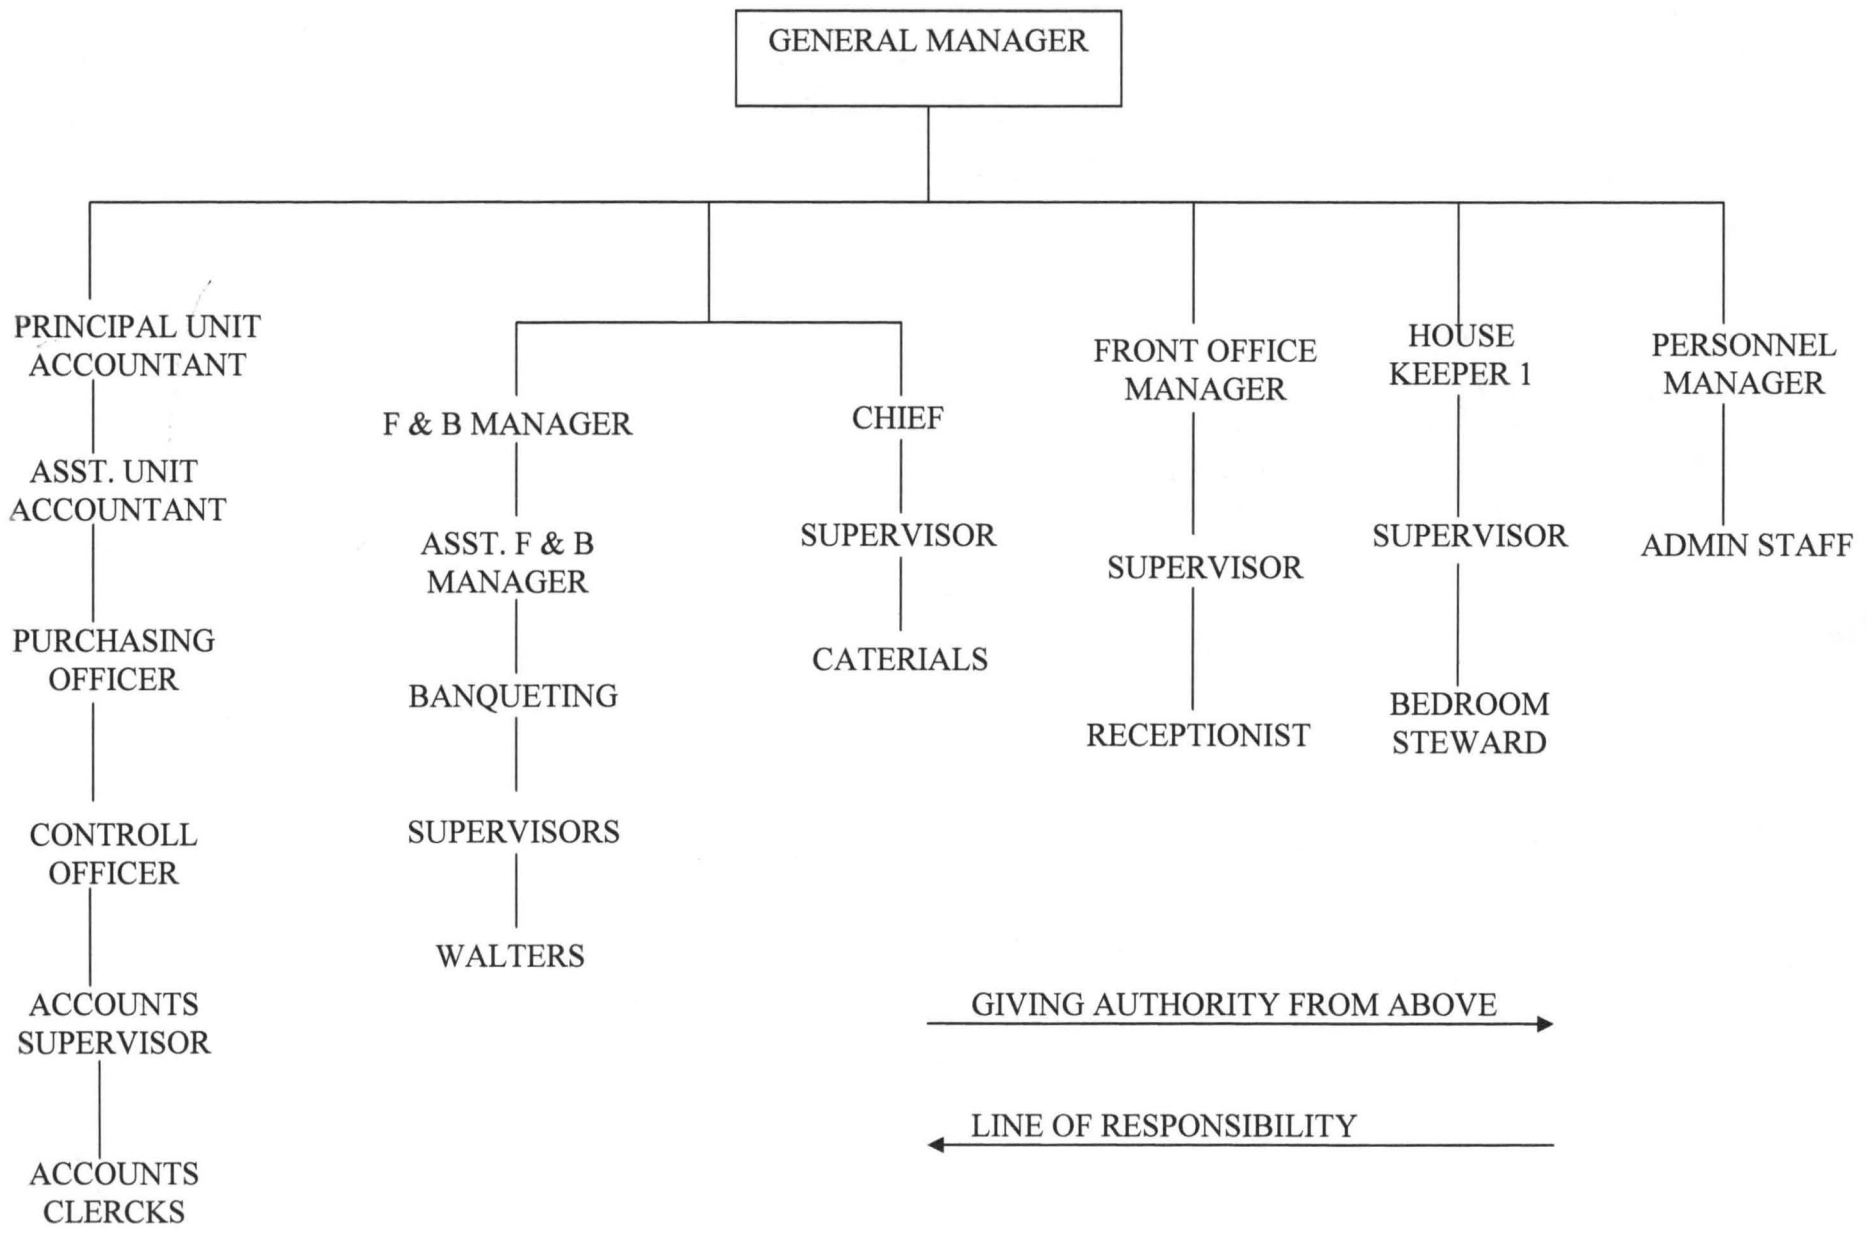 GENERAL MANAGER
PRINCIPAL UNIT
ACCOUNTANT
ASST. UNIT
ACCOUNTANT
PURCHASING
OFFICER
CONTROLL
OFFICER
ACCOUNTS
SUPERVISOR
ACCOUNTS
CLERCKS
F & B MANAGER
ASST. F & B
MANAGER
BANQUETING
SUPERVISORS
WALTERS
CHIEF
SUPERVISOR
CATERIALS
FRONT OFFICE
MANAGER
SUPERVISOR
RECEPTIONIST
HOUSE
KEEPER 1
SUPERVISOR
BEDROOM
STEWARD
PERSONNEL
MANAGER
ADMIN STAFF
GIVING AUTHORITY FROM ABOVE
LINE OF RESPONSIBILITY